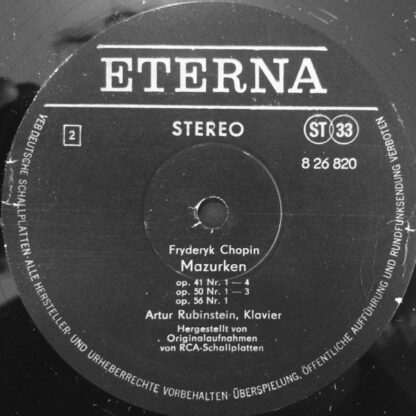 ETERNA
2
STEREO
ST 33
8 26 820
Fryderyk Chopin
Mazurken
op. 41 Nr. 1 — 4
op. 50 Nr. 1 — 3
op. 56 Nr. 1
Artur Rubinstein, Klavier
Hergestellt von
Originalaufnahmen
von RCA-Schallplatten
VEB DEUTSCHE SCHALLPLATTEN · ALLE HERSTELLER- UND URHEBERRECHTE VORBEHALTEN · ÜBERSPIELUNG, ÖFFENTLICHE AUFFÜHRUNG UND RUNDFUNKSENDUNG VERBOTEN